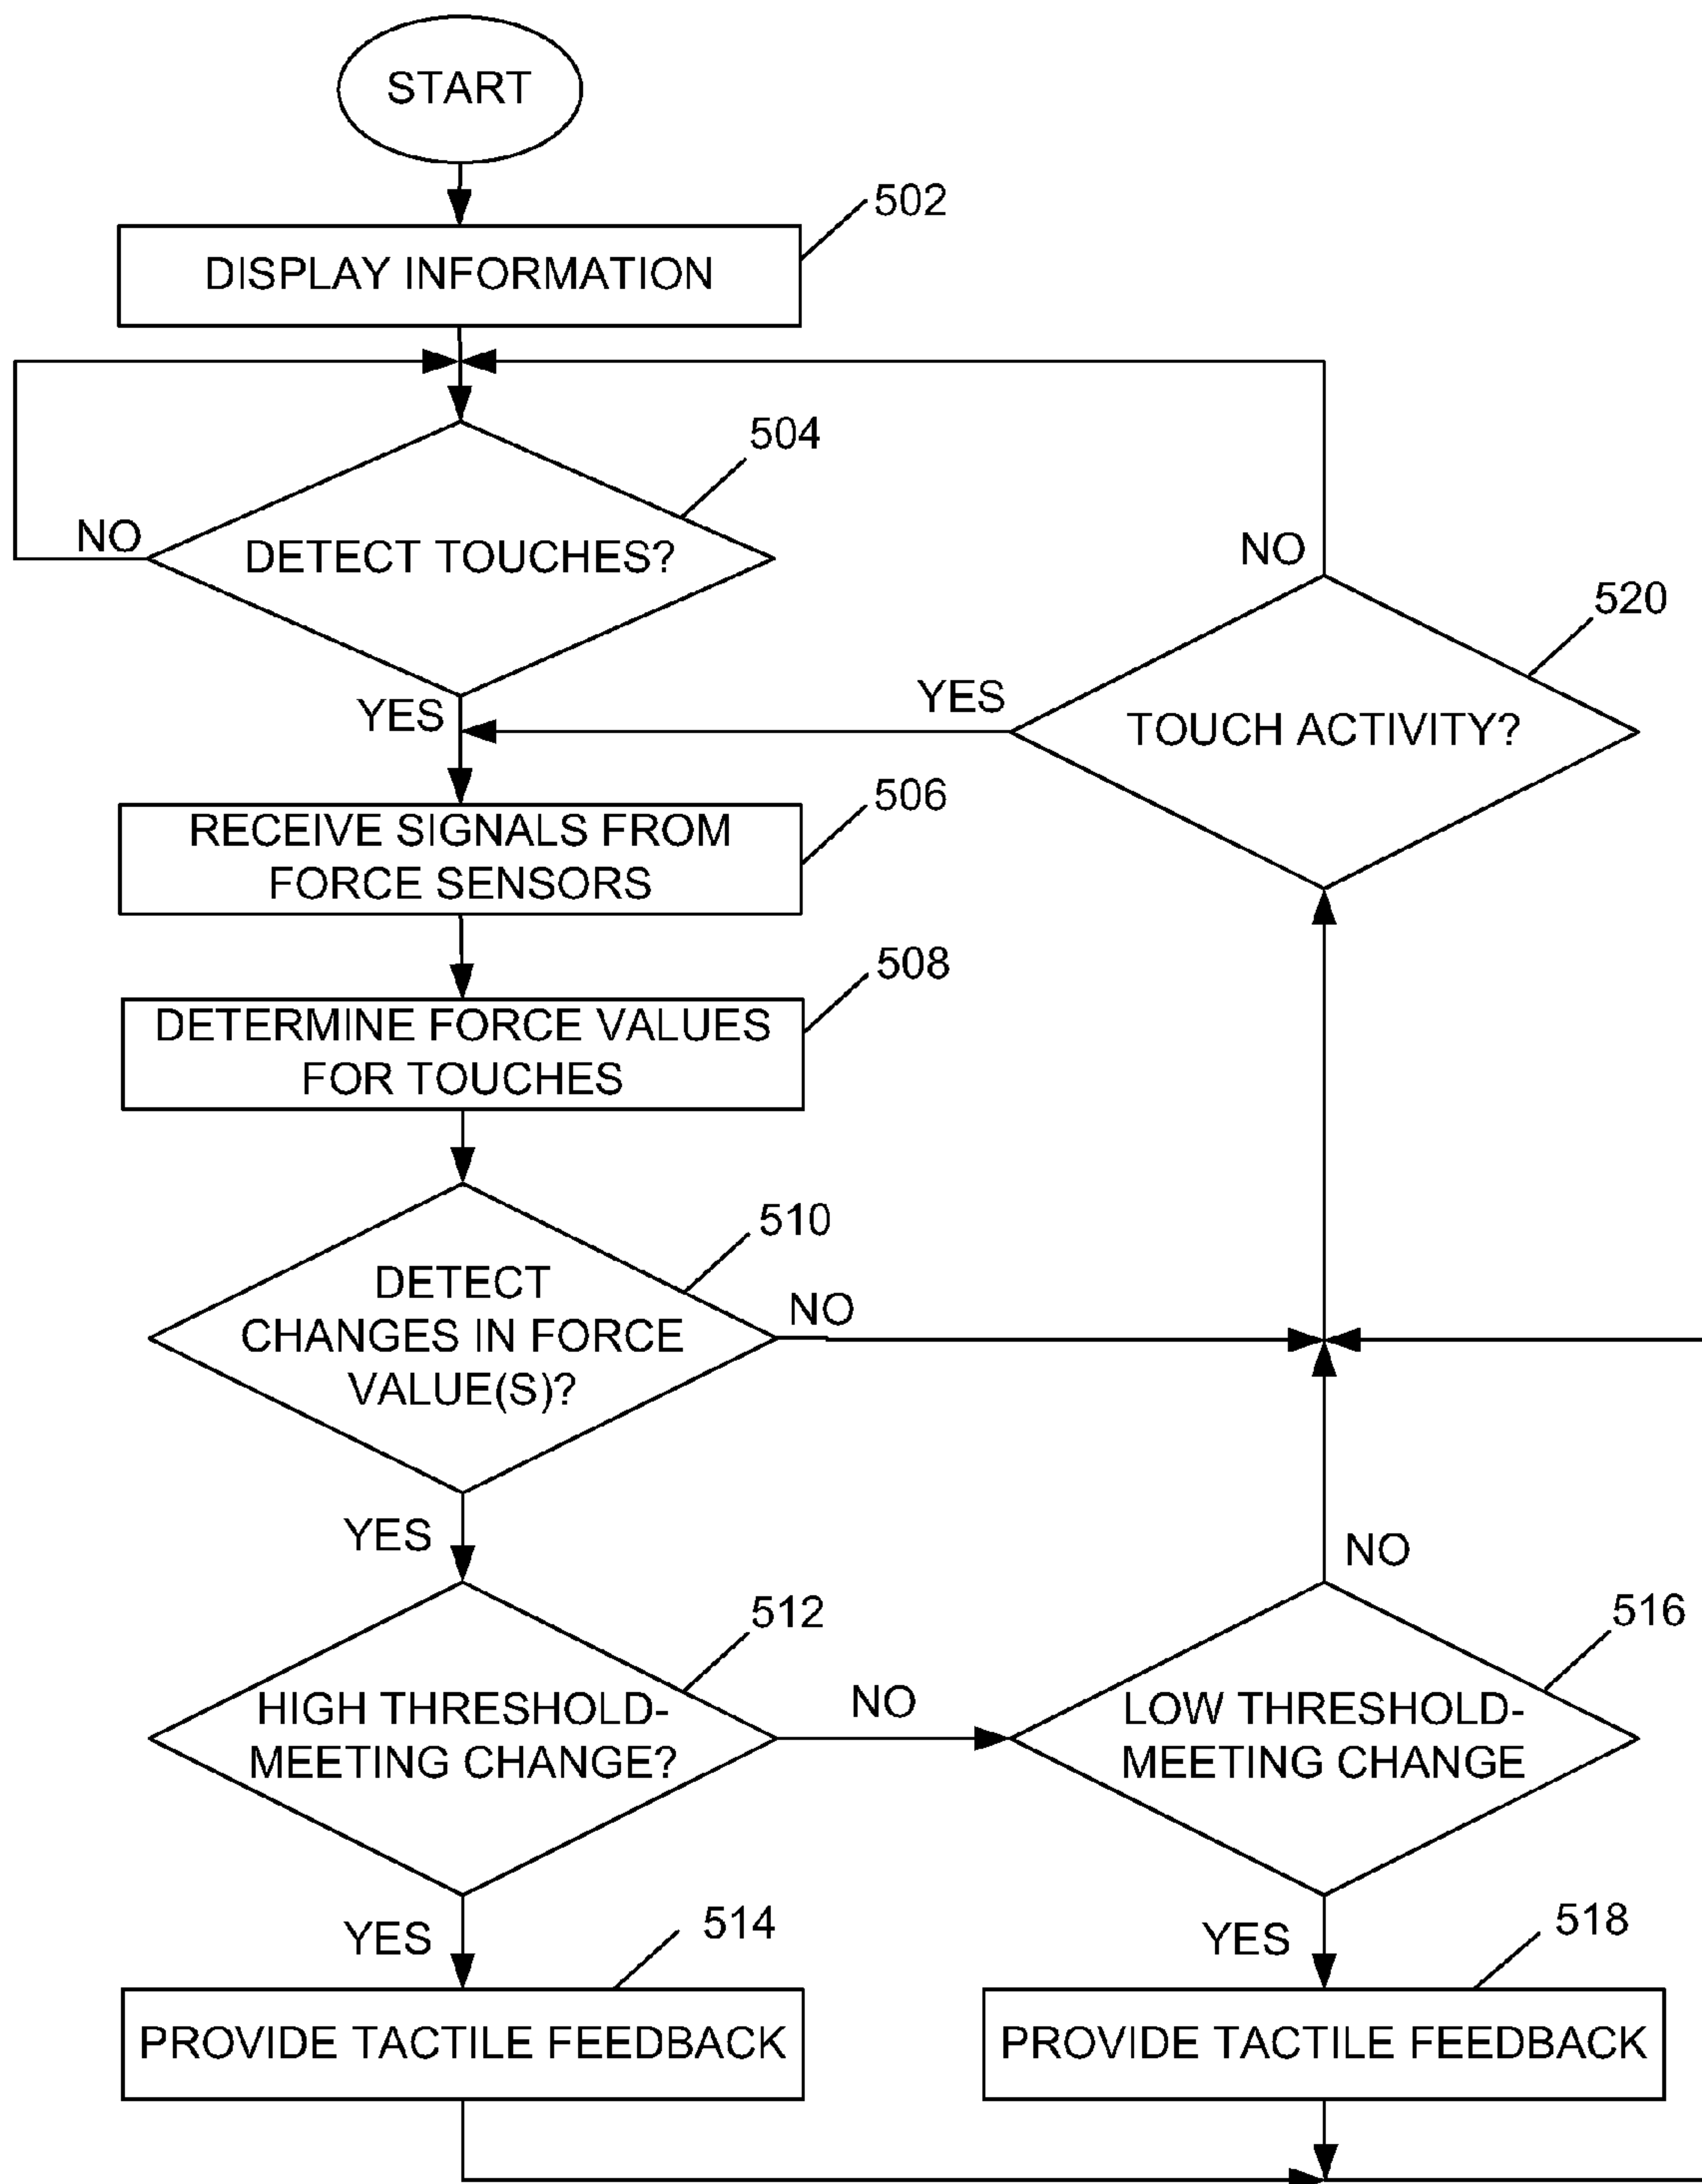 START
502
DISPLAY INFORMATION
504
NO
DETECT TOUCHES?
NO
520
YES
YES
TOUCH ACTIVITY?
506
RECEIVE SIGNALS FROM
FORCE SENSORS
508
DETERMINE FORCE VALUES
FOR TOUCHES
510
DETECT
CHANGES IN FORCE
VALUE(S)?
NO
YES
NO
512
516
HIGH THRESHOLD-
MEETING CHANGE?
NO
LOW THRESHOLD-
MEETING CHANGE
YES
514
YES
518
PROVIDE TACTILE FEEDBACK
PROVIDE TACTILE FEEDBACK